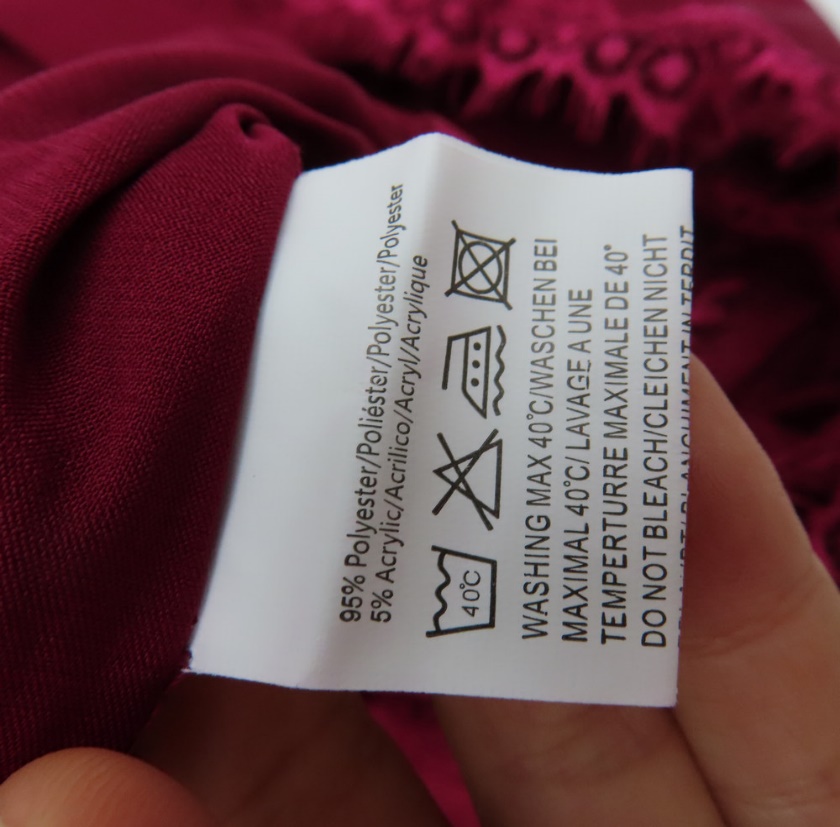 95% Polyester/Poliéster/Polyester/Polyester
5% Acrylic/Acrilico/Acryl/Acrylique
40°C
WASHING MAX 40°C/WASCHEN BEI
MAXIMAL 40°C/ LAVAGE A UNE
TEMPERTURRE MAXIMALE DE 40°
DO NOT BLEACH/CLEICHEN NICHT